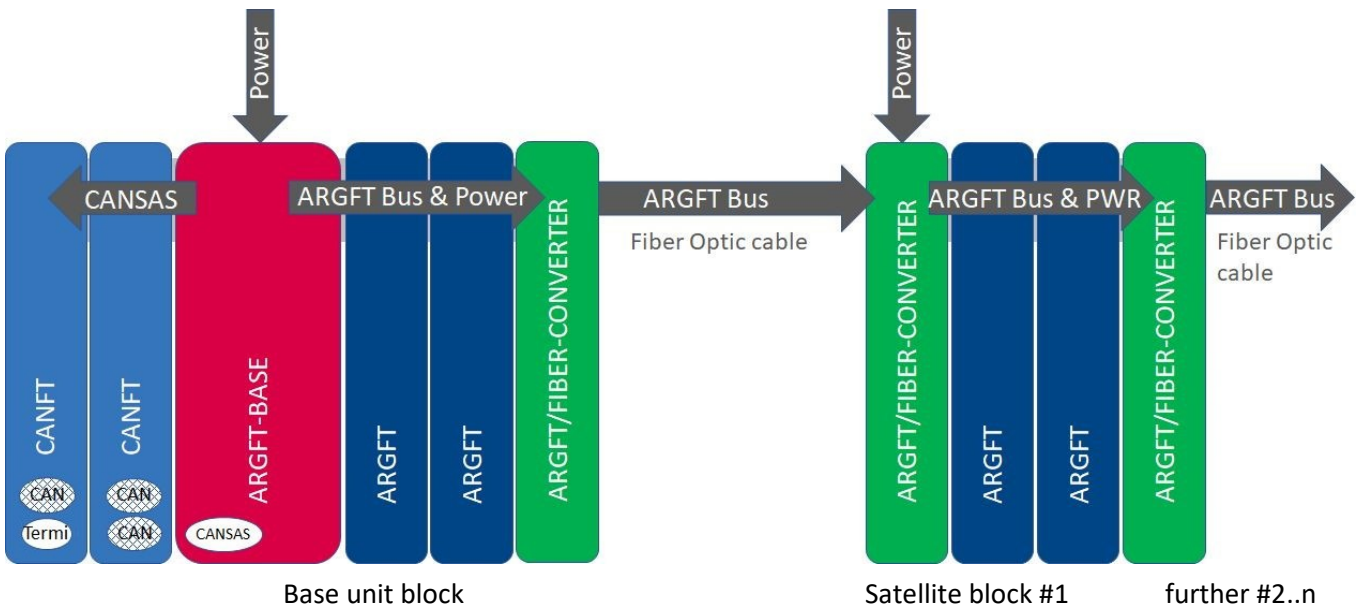 Power
Power
CANSAS
ARGFT Bus & Power
ARGFT Bus
ARGFT Bus & PWR
ARGFT Bus
Fiber Optic cable
Fiber Optic
cable
CANFT
CANFT
ARGFT-BASE
ARGFT
ARGFT
ARGFT/FIBER-CONVERTER
ARGFT/FIBER-CONVERTER
ARGFT
ARGFT
ARGFT/FIBER-CONVERTER
CAN
CAN
Termi
CAN
CANSAS
Base unit block
Satellite block #1
further #2..n